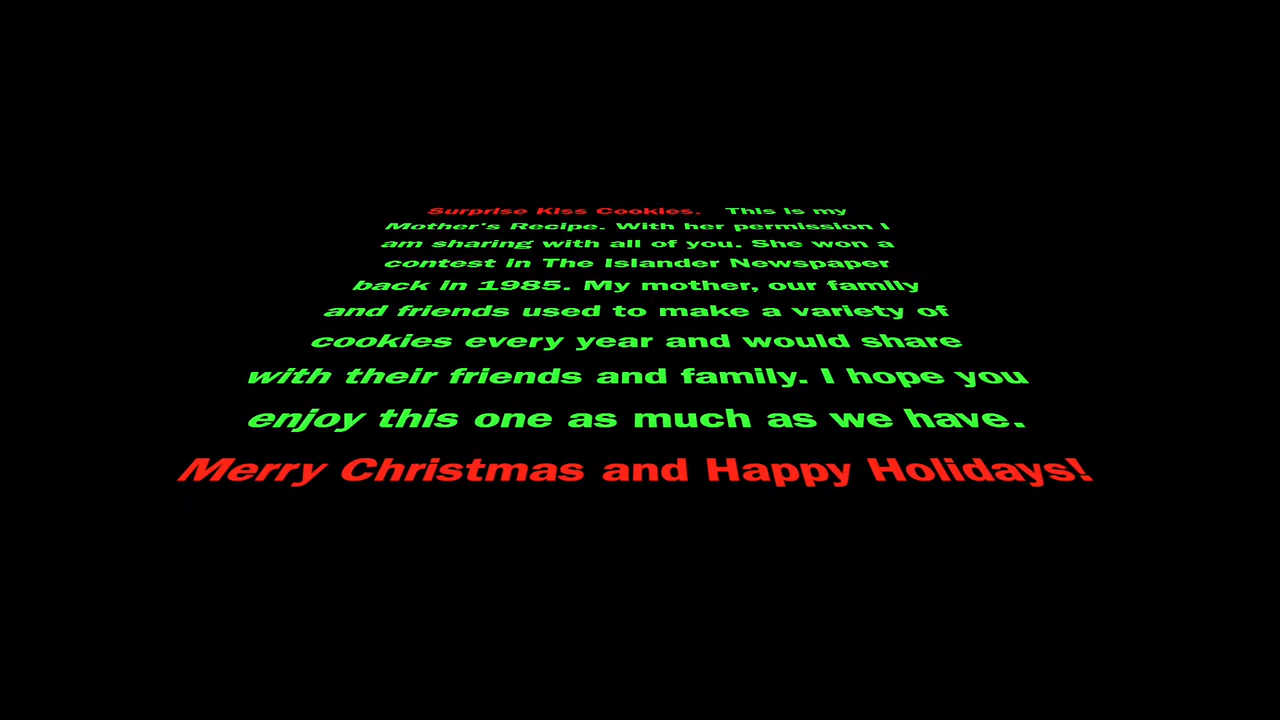 Surprise Kiss Cookies. This is my
Mother's Recipe. With her permission I
am sharing with all of you. She won a
contest in The Islander Newspaper
back in 1985. My mother, our family
and friends used to make a variety of
cookies every year and would share
with their friends and family. I hope you
enjoy this one as much as we have.
Merry Christmas and Happy Holidays!